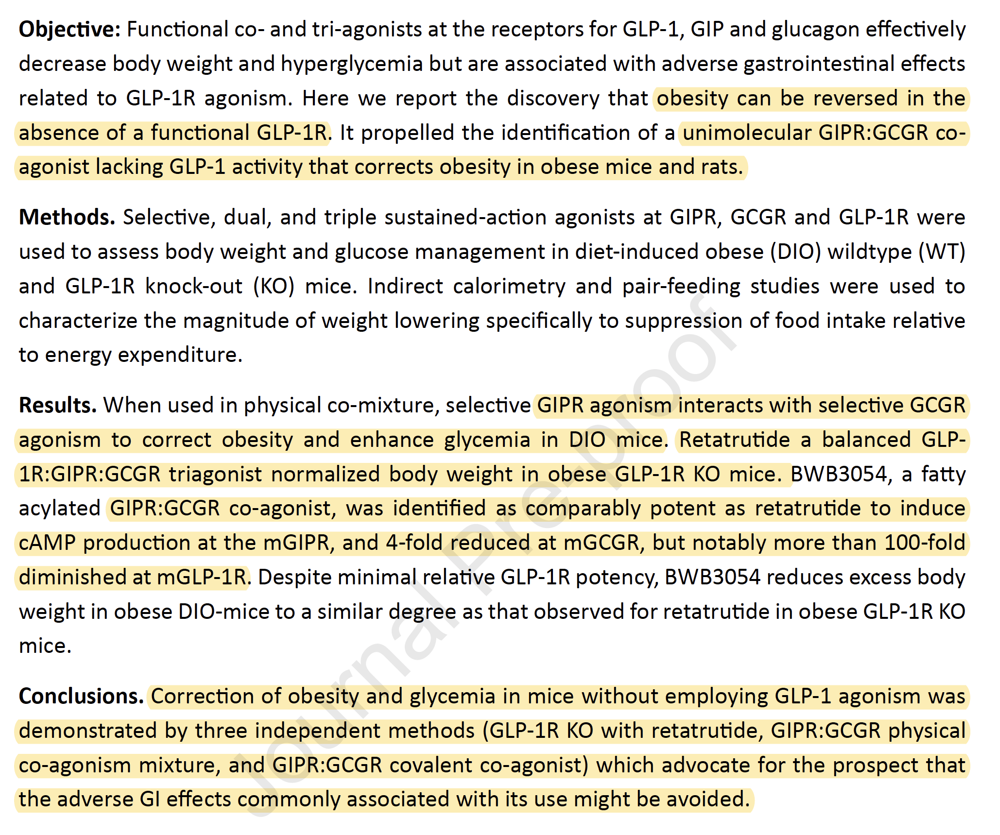 Objective: Functional co- and tri-agonists at the receptors for GLP-1, GIP and glucagon effectively
decrease body weight and hyperglycemia but are associated with adverse gastrointestinal effects
related to GLP-1R agonism. Here we report the discovery that obesity can be reversed in the
absence of a functional GLP-1R. It propelled the identification of a unimolecular GIPR:GCGR co-
agonist lacking GLP-1 activity that corrects obesity in obese mice and rats.
Methods. Selective, dual, and triple sustained-action agonists at GIPR, GCGR and GLP-1R were
used to assess body weight and glucose management in diet-induced obese (DIO) wildtype (WT)
and GLP-1R knock-out (KO) mice. Indirect calorimetry and pair-feeding studies were used to
characterize the magnitude of weight lowering specifically to suppression of food intake relative
to energy expenditure.
Results. When used in physical co-mixture, selective GIPR agonism interacts with selective GCGR
agonism to correct obesity and enhance glycemia in DIO mice. Retatrutide a balanced GLP-
1R:GIPR:GCGR triagonist normalized body weight in obese GLP-1R KO mice. BWB3054, a fatty
acylated GIPR:GCGR co-agonist, was identified as comparably potent as retatrutide to induce
cAMP production at the mGIPR, and 4-fold reduced at mGCGR, but notably more than 100-fold
diminished at mGLP-1R. Despite minimal relative GLP-1R potency, BWB3054 reduces excess body
weight in obese DIO-mice to a similar degree as that observed for retatrutide in obese GLP-1R KO
mice.
Conclusions. Correction of obesity and glycemia in mice without employing GLP-1 agonism was
demonstrated by three independent methods (GLP-1R KO with retatrutide, GIPR:GCGR physical
co-agonism mixture, and GIPR:GCGR covalent co-agonist) which advocate for the prospect that
the adverse GI effects commonly associated with its use might be avoided.
Journal Pre-proof